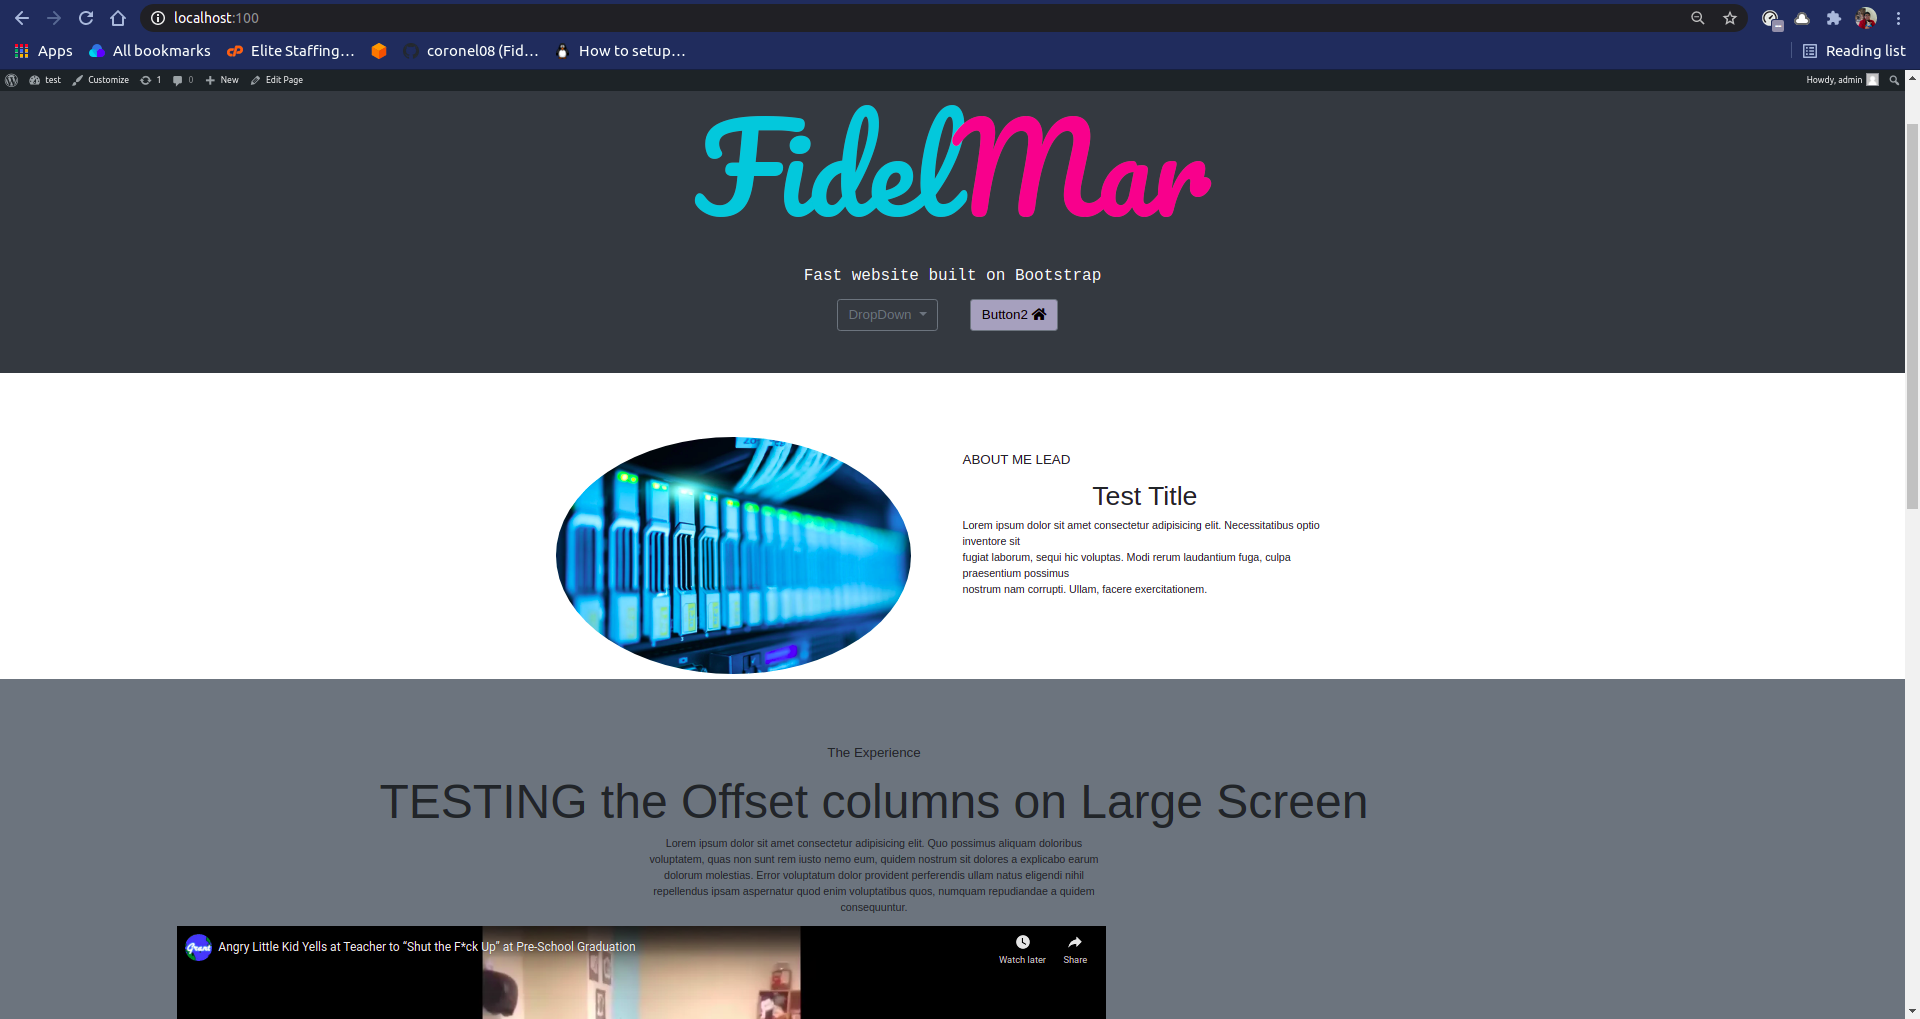 localhost:100
Apps
All bookmarks
Elite Staffing…
coronel08 (Fid…
How to setup…
Reading list
test
Customize
1
0
New
Edit Page
Howdy, admin
FidelMar
Fast website built on Bootstrap
DropDown
Button2
ABOUT ME LEAD
Test Title
Lorem ipsum dolor sit amet consectetur adipisicing elit. Necessitatibus optio
inventore sit
fugiat laborum, sequi hic voluptas. Modi rerum laudantium fuga, culpa
praesentium possimus
nostrum nam corrupti. Ullam, facere exercitationem.
The Experience
TESTING the Offset columns on Large Screen
Lorem ipsum dolor sit amet consectetur adipisicing elit. Quo possimus aliquam doloribus
voluptatem, quas non sunt rem iusto nemo eum, quidem nostrum sit dolores a explicabo earum
dolorum molestias. Error voluptatum dolor provident perferendis ullam natus eligendi nihil
repellendus ipsam aspernatur quod enim voluptatibus quos, numquam repudiandae a quidem
consequuntur.
Grant
Angry Little Kid Yells at Teacher to “Shut the F*ck Up” at Pre-School Graduation
Watch later
Share